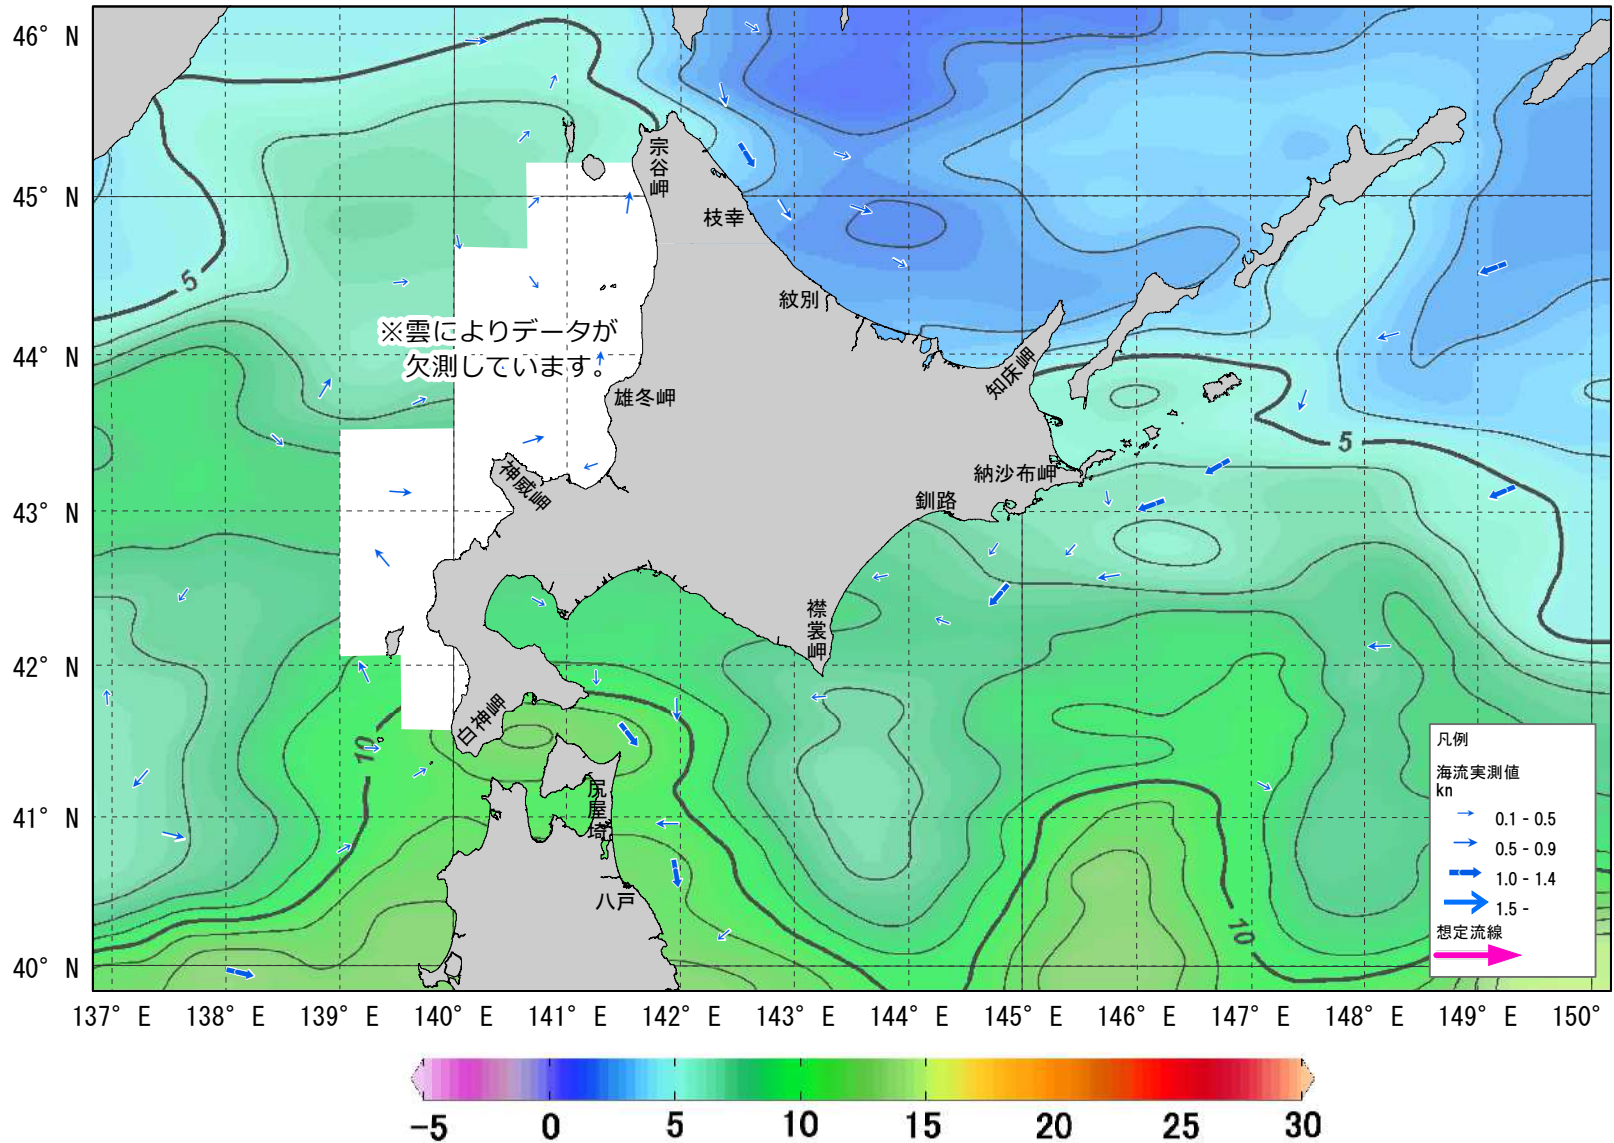 46° N
45° N
44° N
43° N
42° N
41° N
40° N
宗谷岬
枝幸
紋別
知床岬
※雲によりデータが
欠測しています。
雄冬岬
神威岬
納沙布岬
釧路
襟裳岬
白神岬
尻屋埼
八戸
5
5
10
10
凡例
海流実測値
kn
0.1 - 0.5
0.5 - 0.9
1.0 - 1.4
1.5 -
想定流線
137° E 138° E 139° E 140° E 141° E 142° E 143° E 144° E 145° E 146° E 147° E 148° E 149° E 150°
-5 0 5 10 15 20 25 30